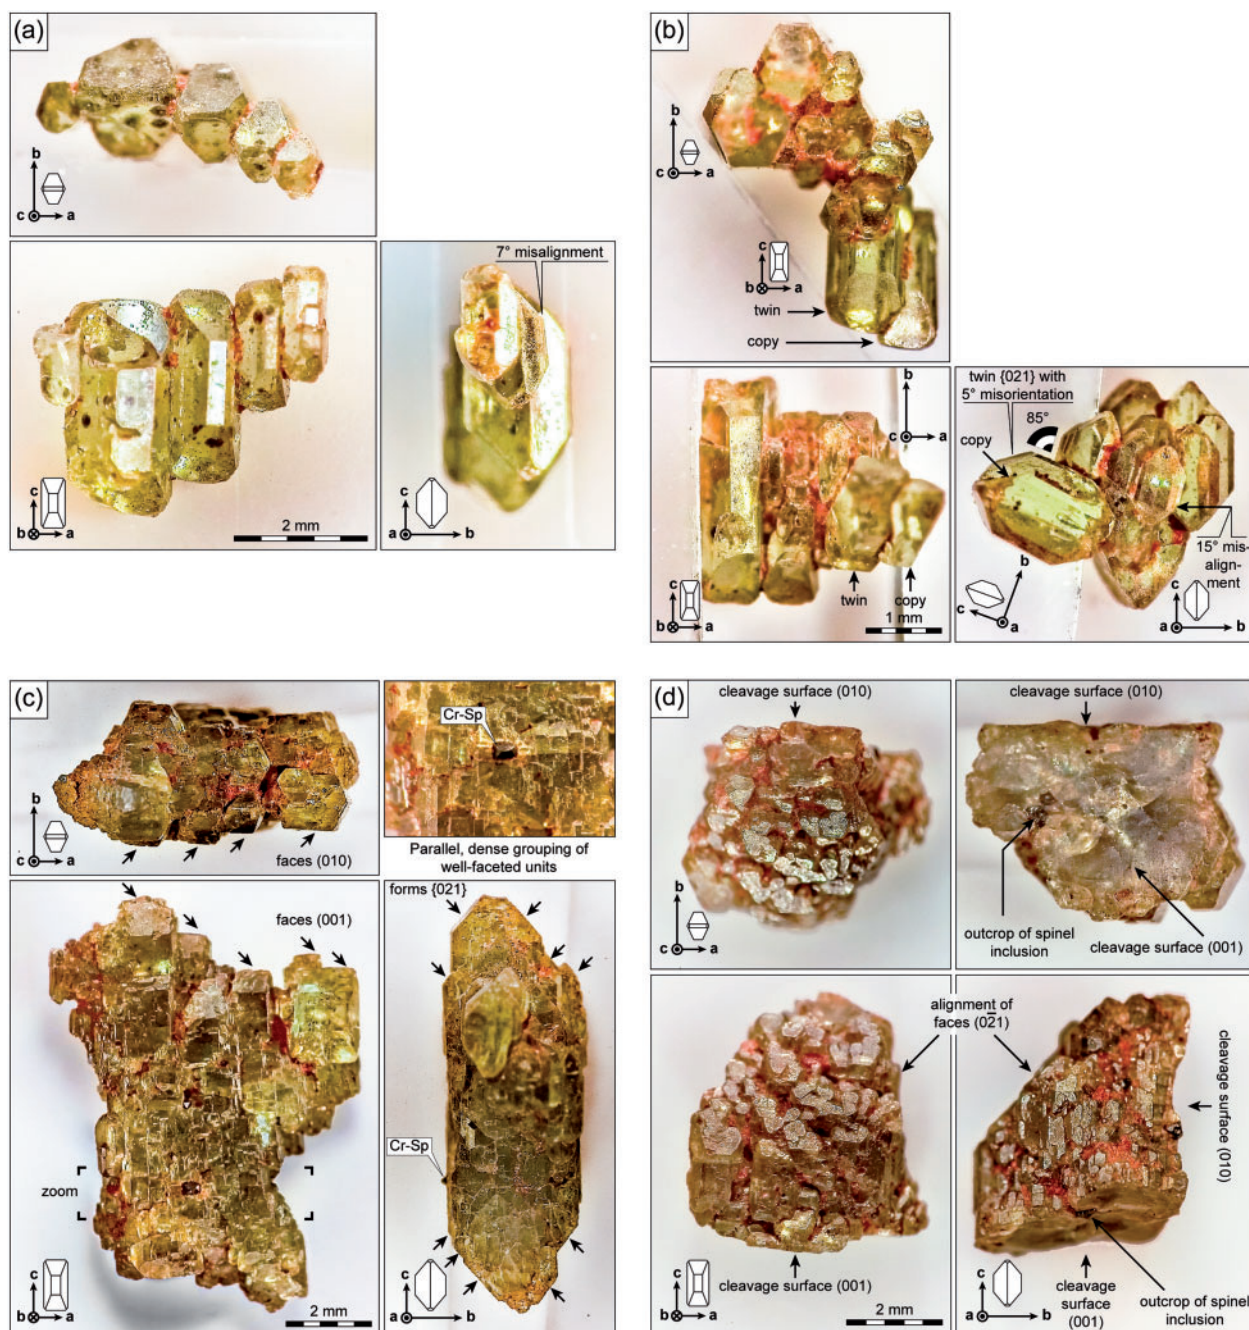 (a)
b
c
a
7° misalignment
c
b
a
2 mm
c
a
b
(b)
b
c
a
c
b
a
twin
copy
b
c
a
c
b
a
twin
copy
1 mm
twin {021} with
5° misorientation
85°
copy
15° mis-
align-
ment
b
c
a
c
a
b
(c)
b
c
a
faces (010)
Cr-Sp
Parallel, dense grouping of
well-faceted units
faces (001)
zoom
c
b
a
2 mm
forms {021}
Cr-Sp
c
a
b
(d)
cleavage surface (010)
b
c
a
cleavage surface (010)
outcrop of spinel
inclusion
cleavage surface (001)
alignment of
faces (02̅1)
c
b
a
cleavage surface (001)
2 mm
cleavage surface (010)
c
a
b
cleavage
surface
(001)
outcrop of spinel
inclusion